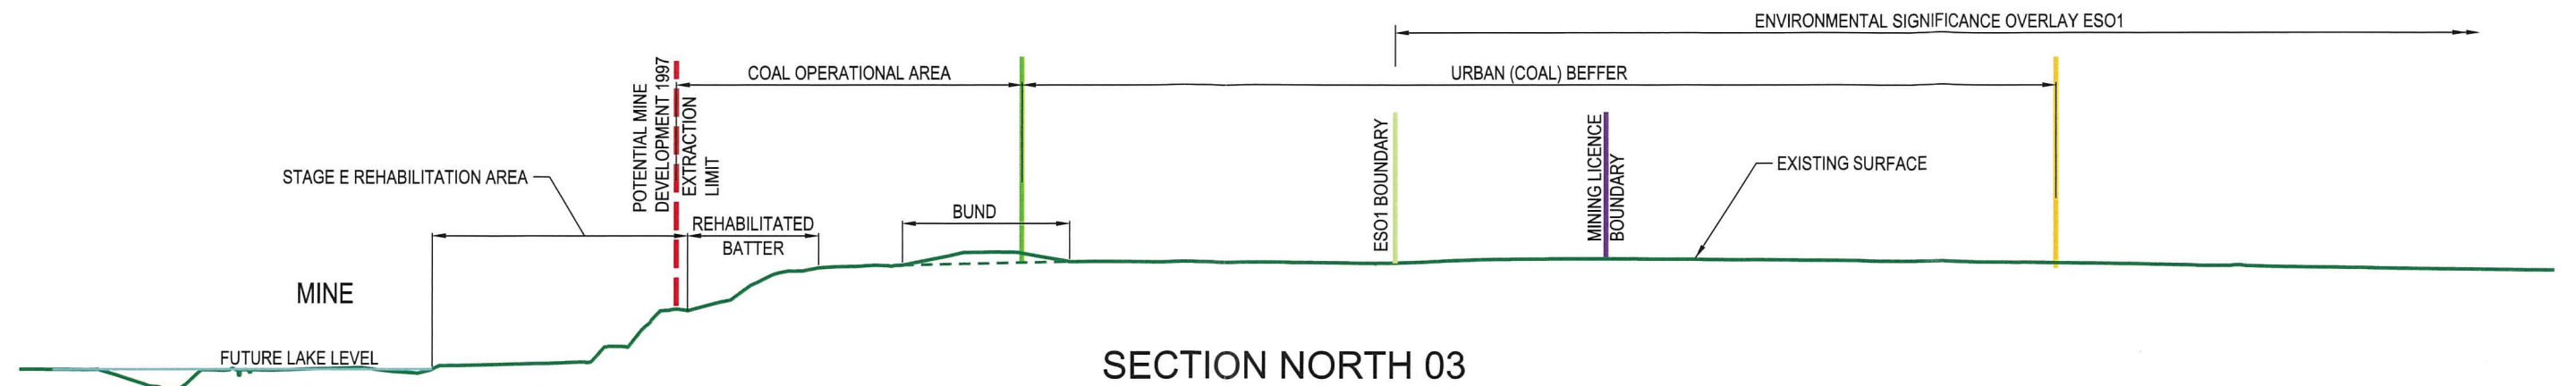 ENVIRONMENTAL SIGNIFICANCE OVERLAY ESO1
COAL OPERATIONAL AREA
URBAN (COAL) BEFFER
POTENTIAL MINE
DEVELOPMENT 1997
EXTRACTION
LIMIT
STAGE E REHABILITATION AREA
REHABILITATED
BATTER
BUND
ESO1 BOUNDARY
MINING LICENCE
BOUNDARY
EXISTING SURFACE
MINE
FUTURE LAKE LEVEL
SECTION NORTH 03